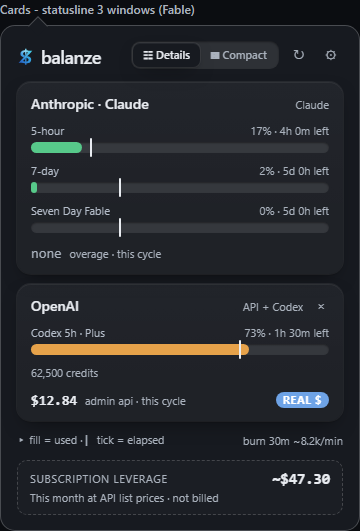 Cards - statusline 3 windows (Fable)
balanze Details Compact
Anthropic · Claude Claude
5-hour 17% · 4h 0m left
7-day 2% · 5d 0h left
Seven Day Fable 0% · 5d 0h left
none overage · this cycle
OpenAI API + Codex ×
Codex 5h · Plus 73% · 1h 30m left
62,500 credits
$12.84 admin api · this cycle REAL $
▸ fill = used · | tick = elapsed burn 30m ~8.2k/min
SUBSCRIPTION LEVERAGE ~$47.30
This month at API list prices · not billed